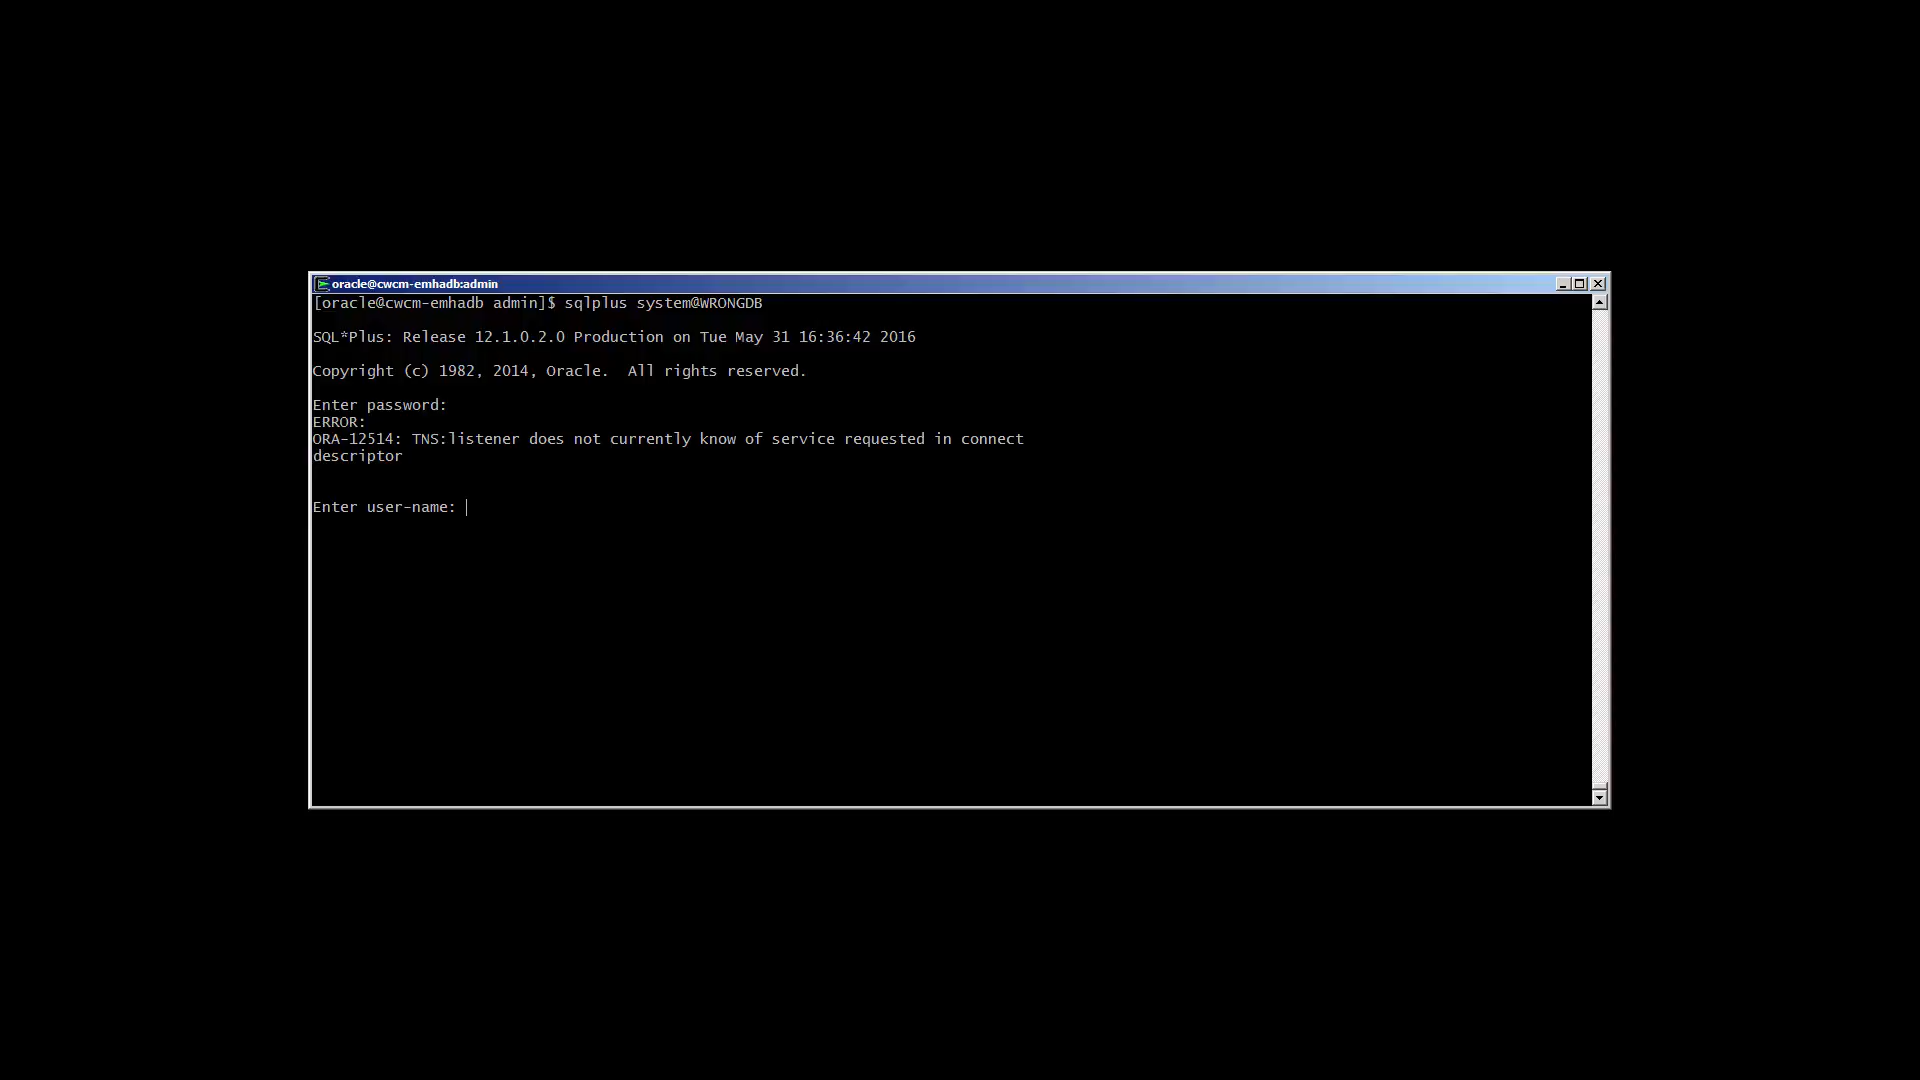 oracle@cwcm-emhadb:admin
[oracle@cwcm-emhadb admin]$ sqlplus system@WRONGDB
SQL*Plus: Release 12.1.0.2.0 Production on Tue May 31 16:36:42 2016
Copyright (c) 1982, 2014, Oracle.  All rights reserved.
Enter password:
ERROR:
ORA-12514: TNS:listener does not currently know of service requested in connect
descriptor
Enter user-name: